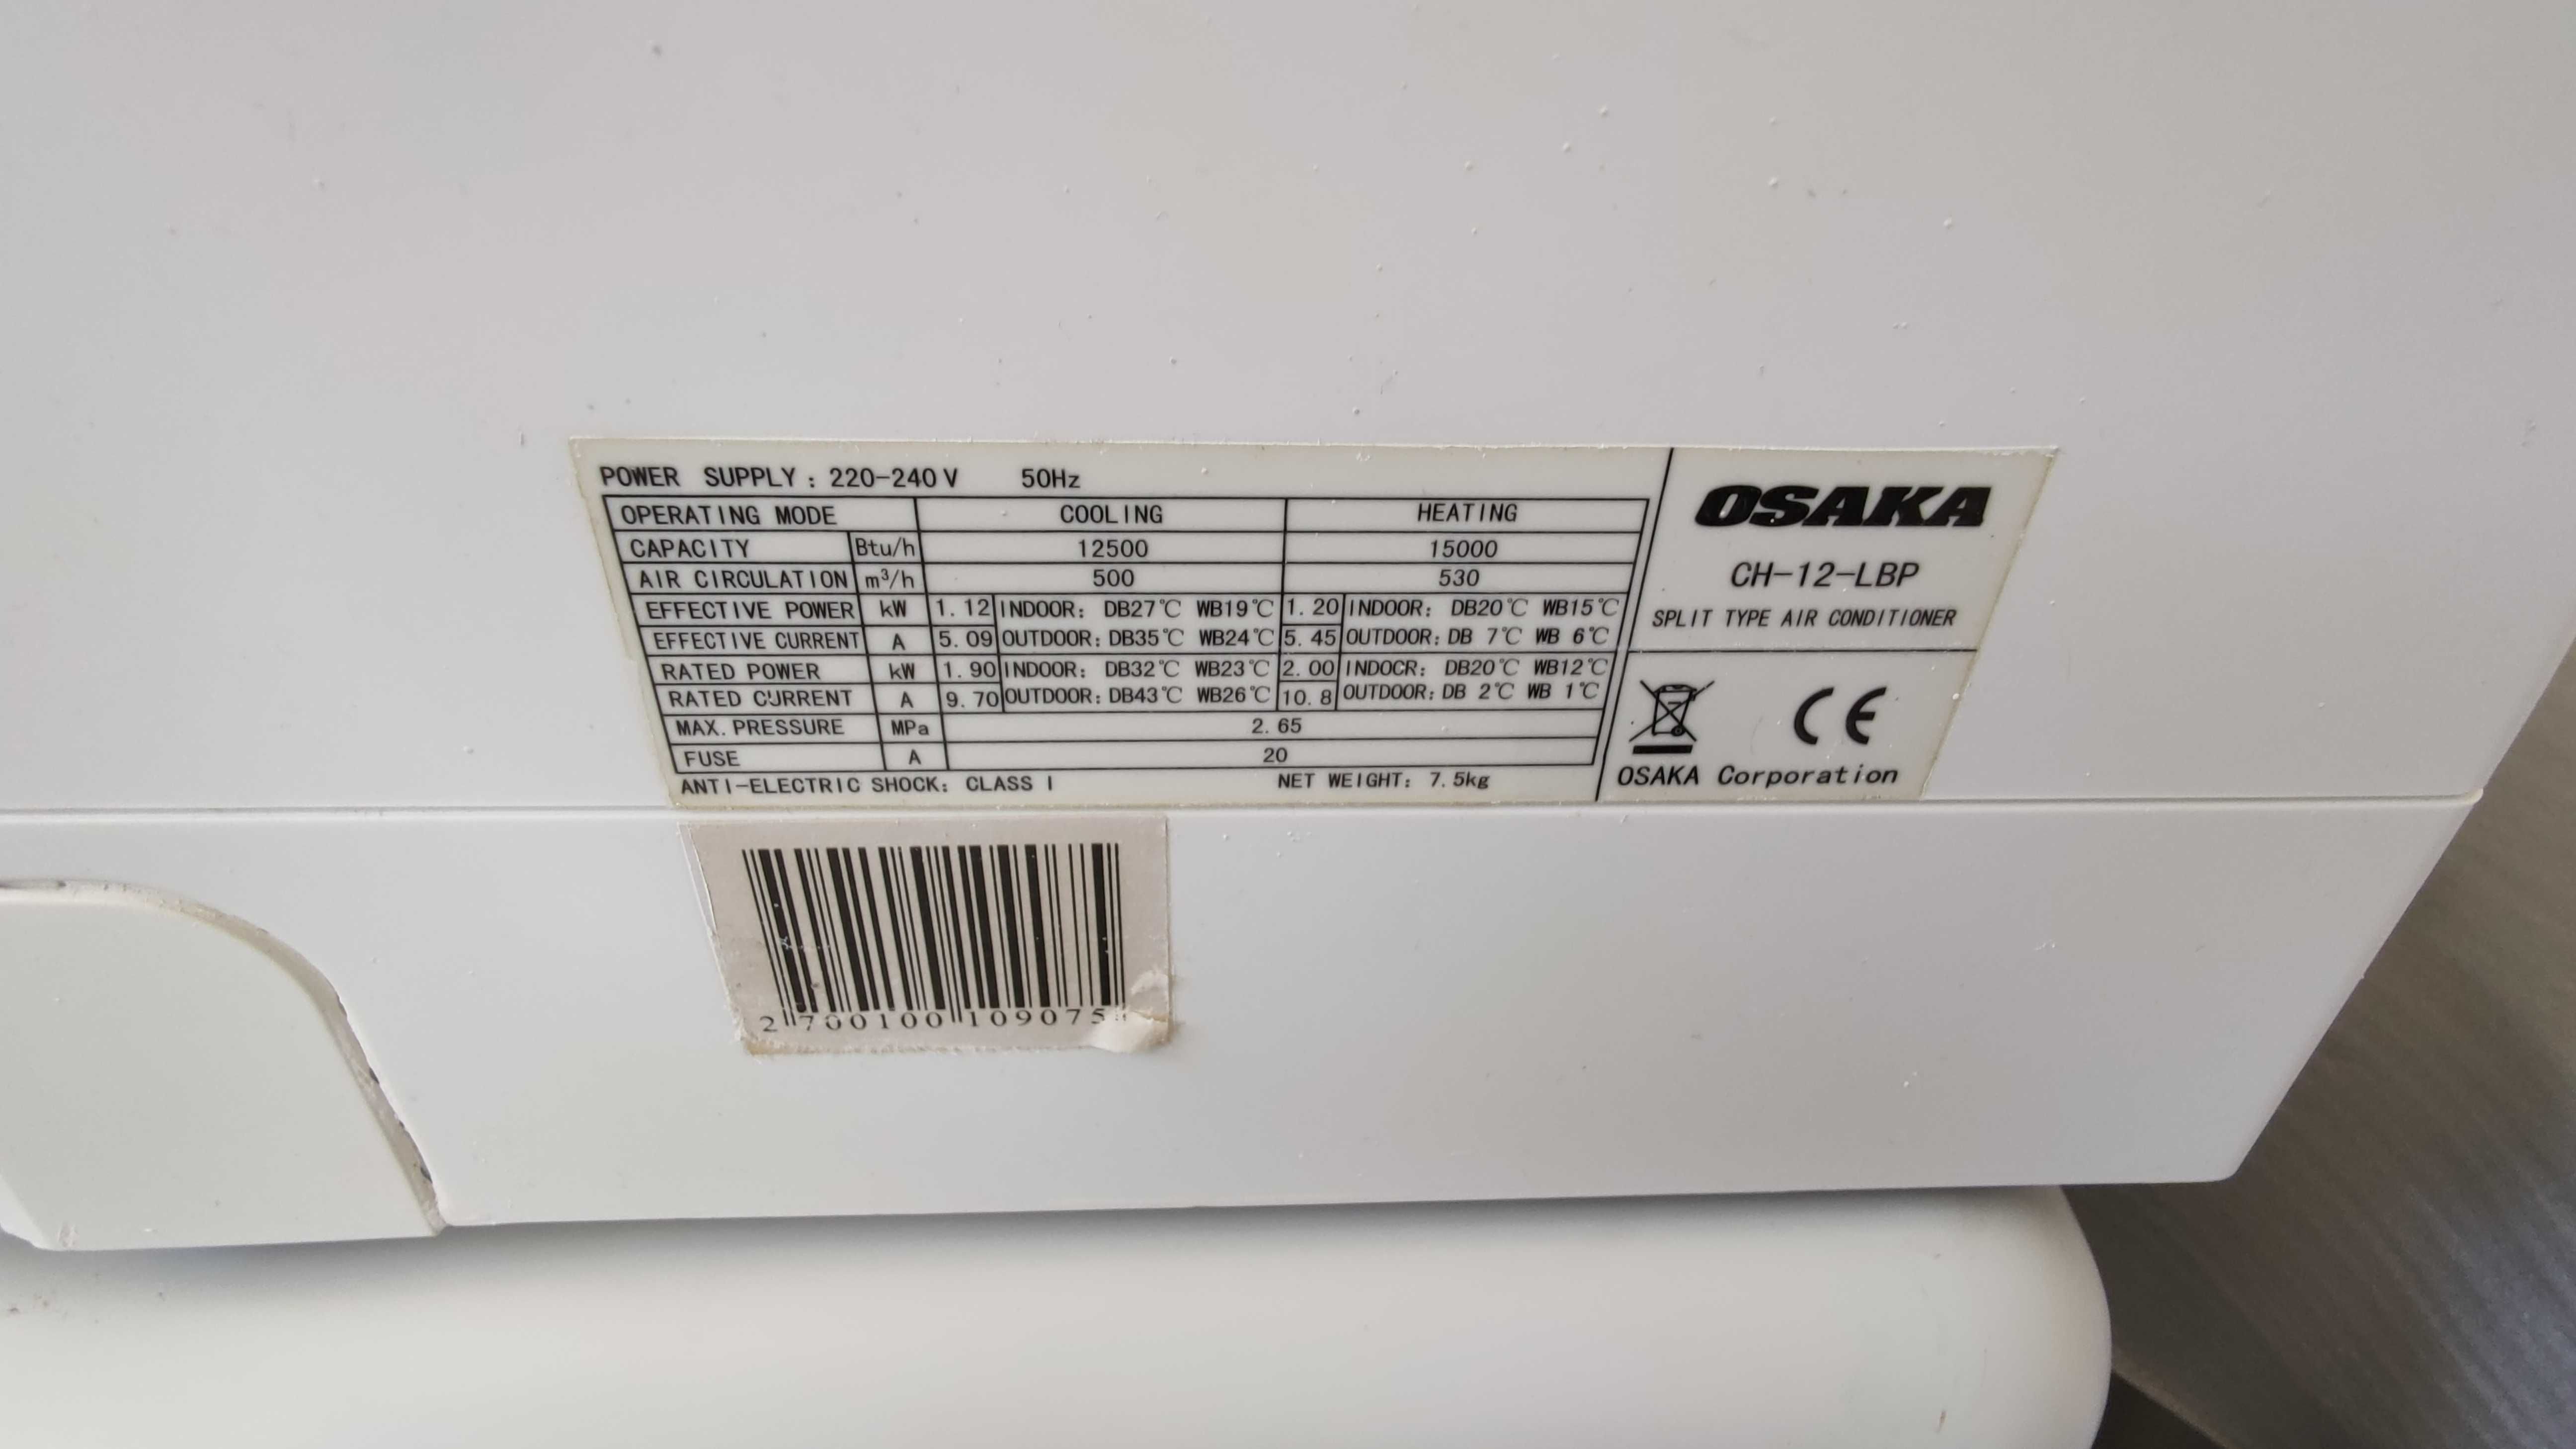 POWER SUPPLY : 220-240 V 50Hz
OPERATING MODE COOLING HEATING
CAPACITY Btu/h 12500 15000
AIR CIRCULATION m³/h 500 530
EFFECTIVE POWER kW 1.12 INDOOR: DB27℃ WB19℃ 1.20 INDOOR: DB20℃ WB15℃
EFFECTIVE CURRENT A 5.09 OUTDOOR: DB35℃ WB24℃ 5.45 OUTDOOR: DB 7℃ WB 6℃
RATED POWER kW 1.90 INDOOR: DB32℃ WB23℃ 2.00 INDOCR: DB20℃ WB12℃
RATED CURRENT A 9.70 OUTDOOR: DB43℃ WB26℃ 10.8 OUTDOOR: DB 2℃ WB 1℃
MAX. PRESSURE MPa 2.65
FUSE A 20
ANTI-ELECTRIC SHOCK: CLASS I NET WEIGHT: 7.5kg
OSAKA
CH-12-LBP
SPLIT TYPE AIR CONDITIONER
CE
OSAKA Corporation
2 700100 109075